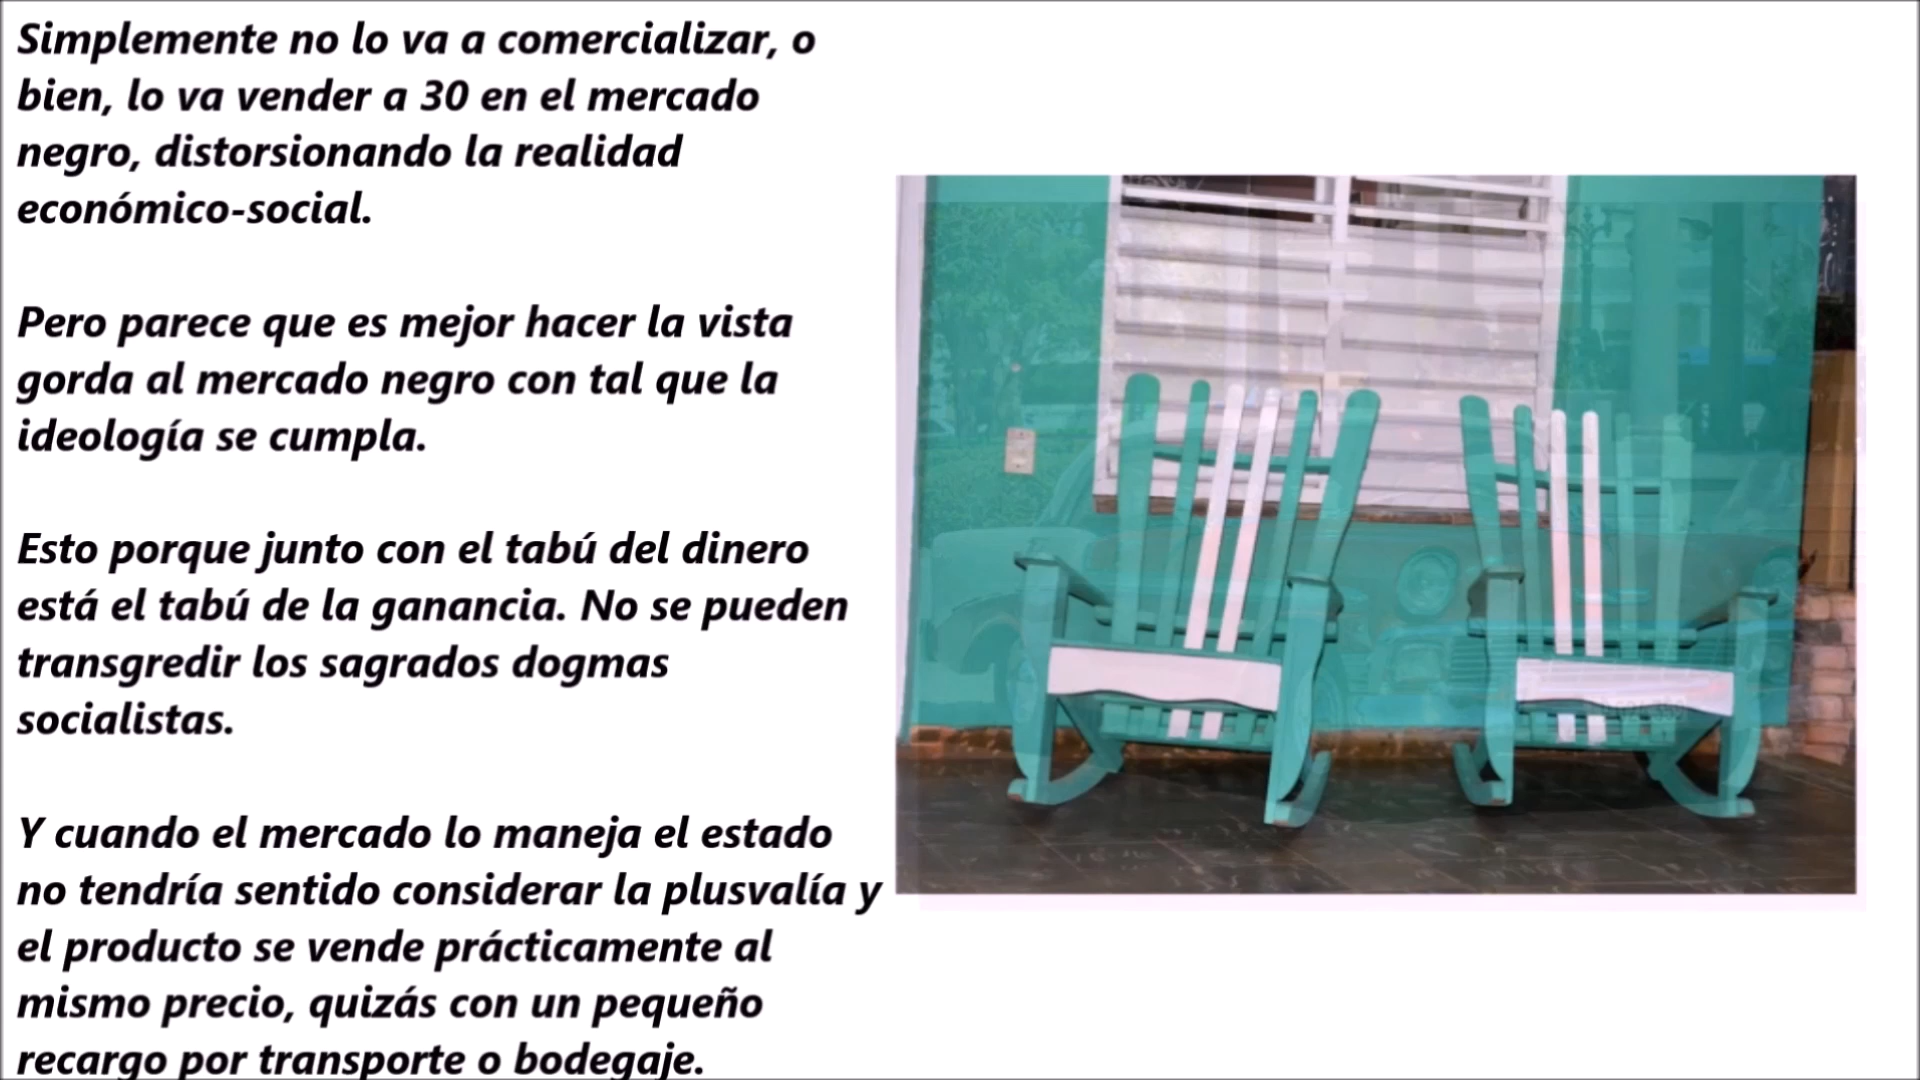 Simplemente no lo va a comercializar, o
bien, lo va vender a 30 en el mercado
negro, distorsionando la realidad
económico-social.
Pero parece que es mejor hacer la vista
gorda al mercado negro con tal que la
ideología se cumpla.
Esto porque junto con el tabú del dinero
está el tabú de la ganancia. No se pueden
transgredir los sagrados dogmas
socialistas.
Y cuando el mercado lo maneja el estado
no tendría sentido considerar la plusvalía y
el producto se vende prácticamente al
mismo precio, quizás con un pequeño
recargo por transporte o bodegaje.